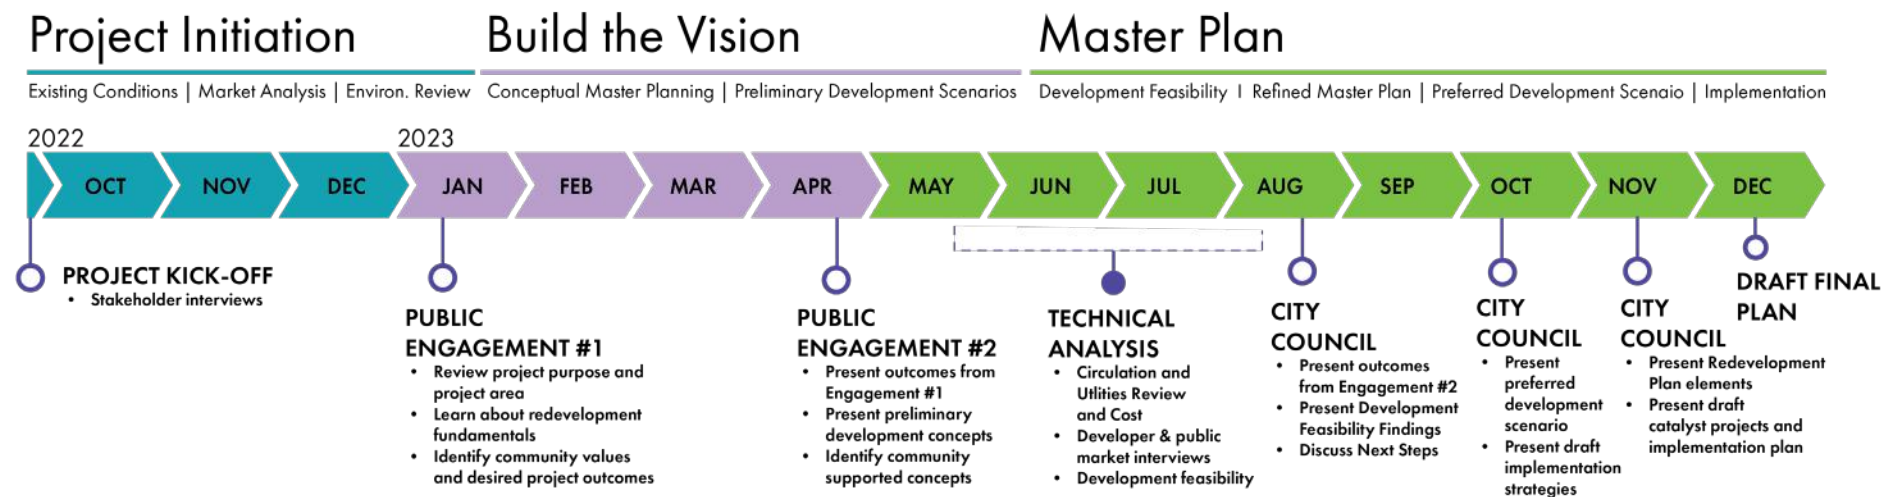 Project Initiation
Existing Conditions | Market Analysis | Environ. Review
Build the Vision
Conceptual Master Planning | Preliminary Development Scenarios
Master Plan
Development Feasibility I Refined Master Plan | Preferred Development Scenaio | Implementation
2022
2023
OCT
NOV
DEC
JAN
FEB
MAR
APR
MAY
JUN
JUL
AUG
SEP
OCT
NOV
DEC
PROJECT KICK-OFF
• Stakeholder interviews
PUBLIC
ENGAGEMENT #1
• Review project purpose and
project area
• Learn about redevelopment
fundamentals
• Identify community values
and desired project outcomes
PUBLIC
ENGAGEMENT #2
• Present outcomes from
Engagement #1
• Present preliminary
development concepts
• Identify community
supported concepts
TECHNICAL
ANALYSIS
• Circulation and
Utlities Review
and Cost
• Developer & public
market interviews
• Development feasibility
CITY
COUNCIL
• Present outcomes
from Engagement #2
• Present Development
Feasibility Findings
• Discuss Next Steps
CITY
COUNCIL
• Present
preferred
development
scenario
• Present draft
implementation
strategies
CITY
COUNCIL
• Present Redevelopment
Plan elements
• Present draft
catalyst projects and
implementation plan
DRAFT FINAL
PLAN